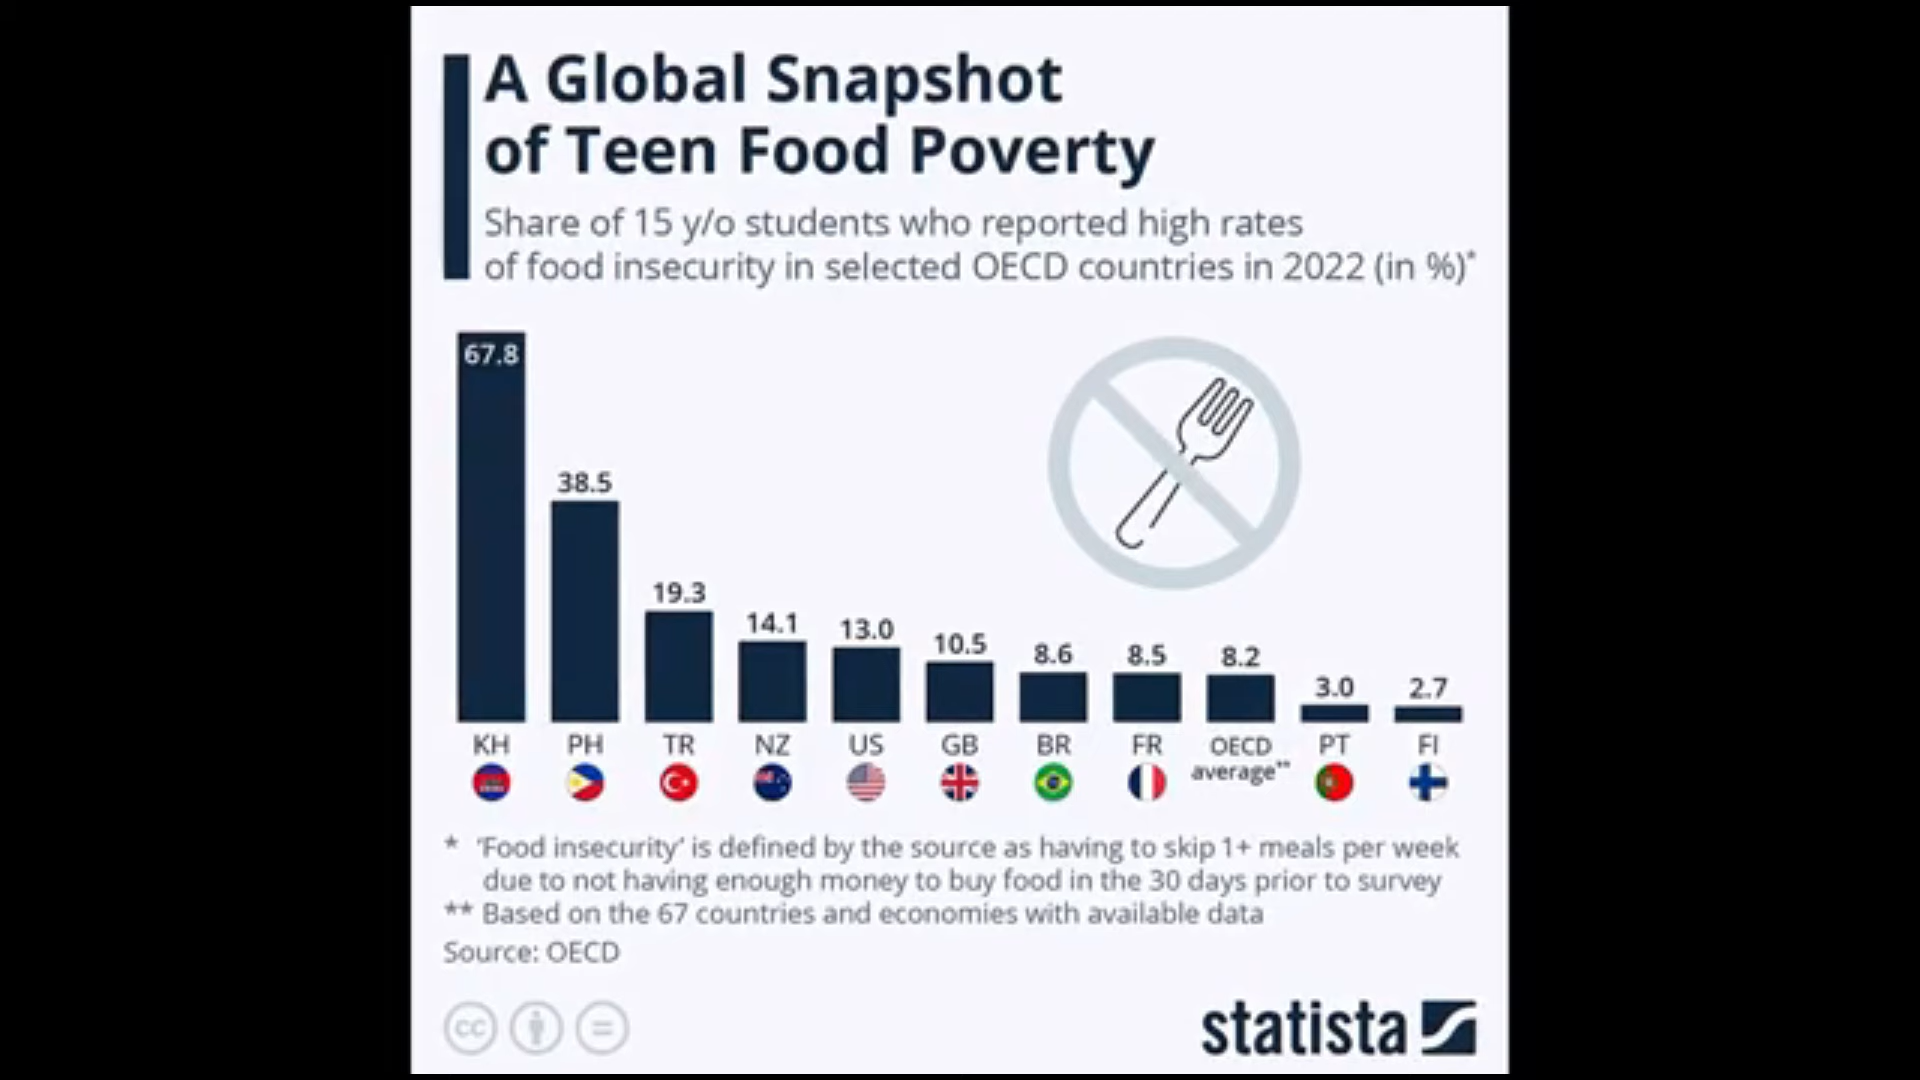 A Global Snapshot
of Teen Food Poverty
Share of 15 y/o students who reported high rates
of food insecurity in selected OECD countries in 2022 (in %)*
67.8
38.5
19.3
14.1
13.0
10.5
8.6
8.5
8.2
3.0
2.7
KH
PH
TR
NZ
US
GB
BR
FR
OECD
average**
PT
FI
* 'Food insecurity' is defined by the source as having to skip 1+ meals per week
due to not having enough money to buy food in the 30 days prior to survey
** Based on the 67 countries and economies with available data
Source: OECD
cc
statista